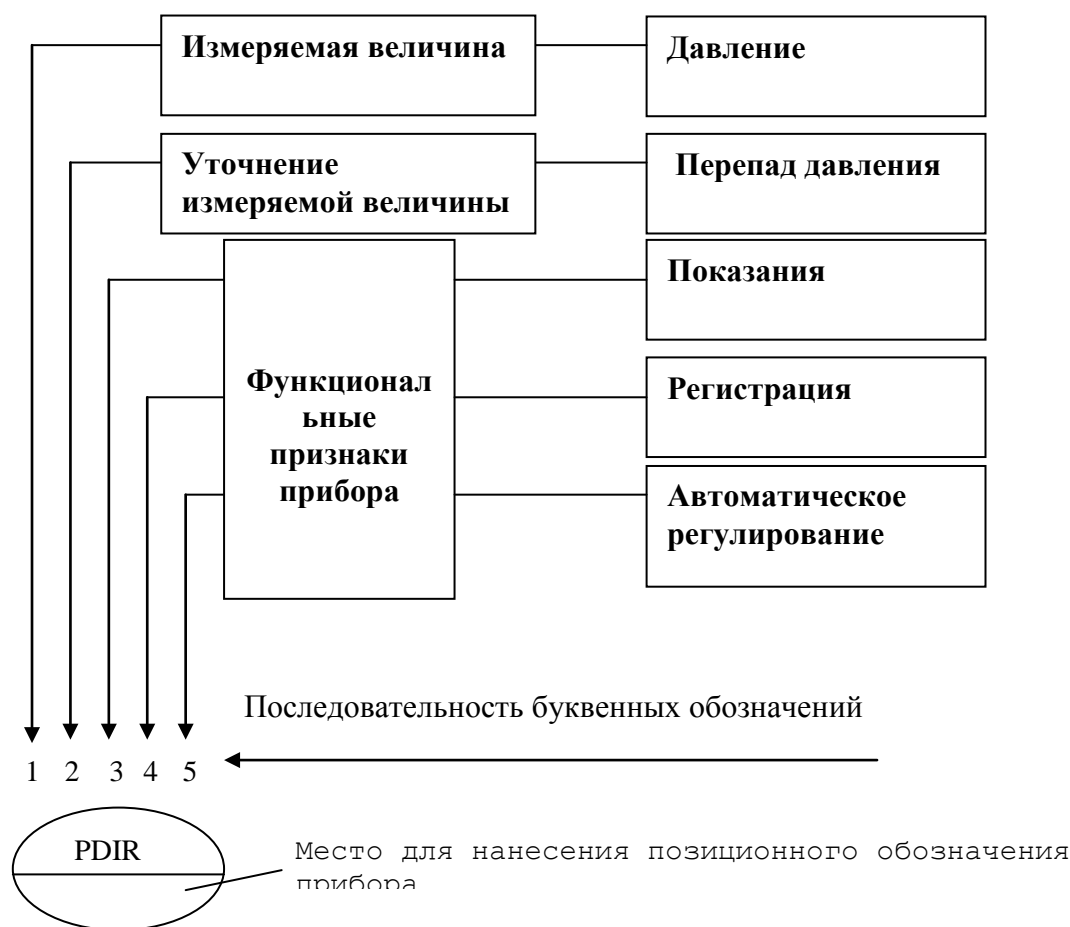 Измеряемая величина
Давление
Уточнение
измеряемой величины
Перепад давления
Функционал
ьные
признаки
прибора
Показания
Регистрация
Автоматическое
регулирование
Последовательность буквенных обозначений
1 2 3 4 5
PDIR
Место для нанесения позиционного обозначения
прибора